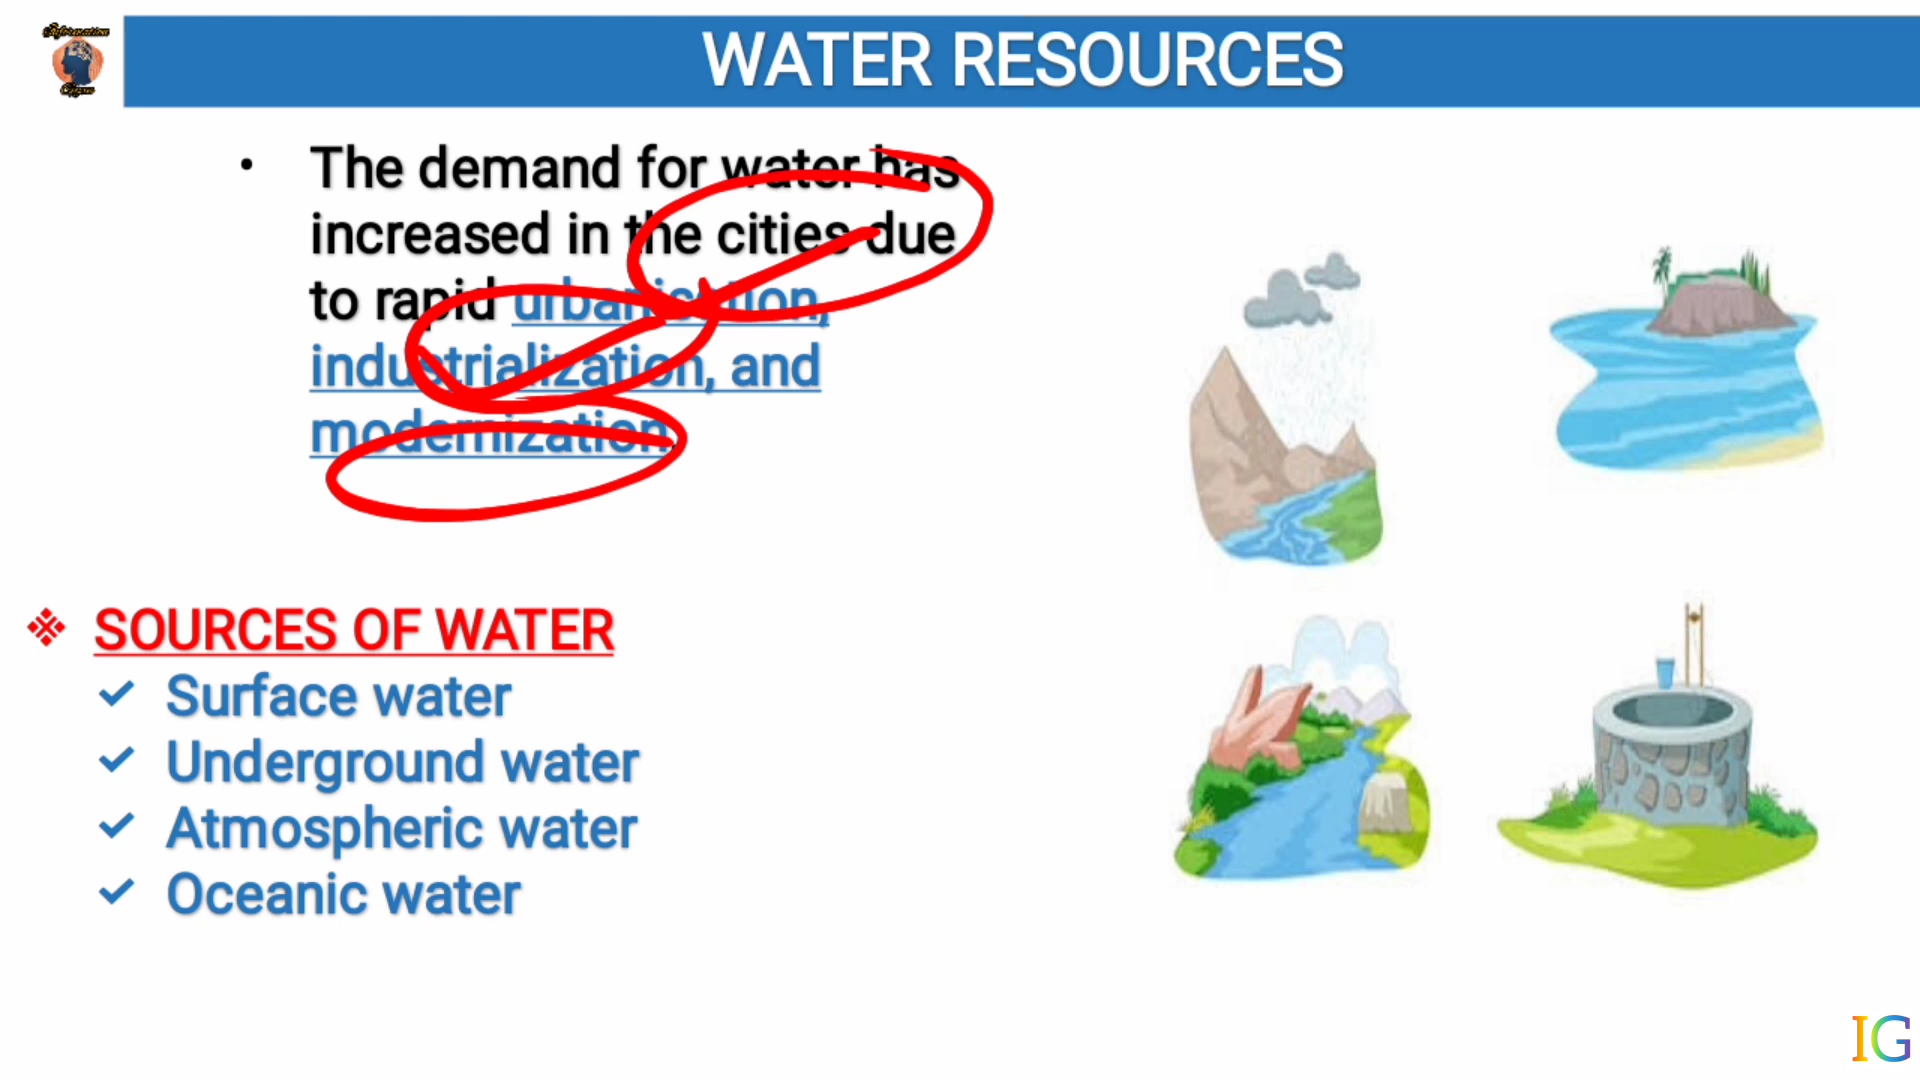 WATER RESOURCES
• The demand for water has
increased in the cities due
to rapid urbanisation,
industrialization, and
modernization
SOURCES OF WATER
Surface water
Underground water
Atmospheric water
Oceanic water
IG